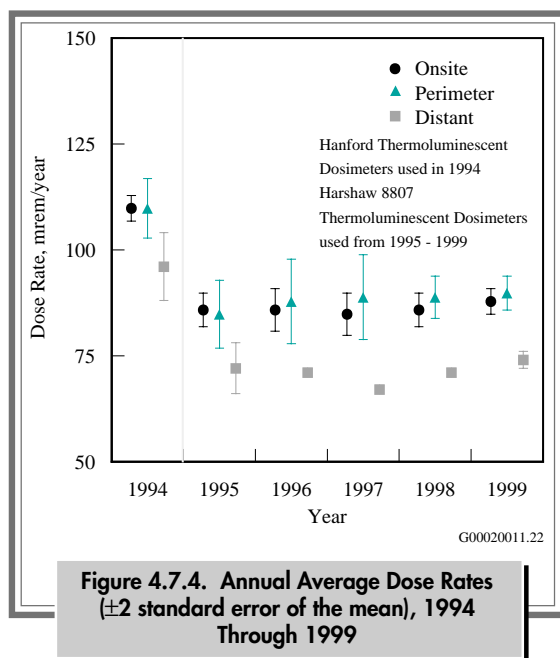 150
125
100
75
50
Dose Rate, mrem/year
Onsite
Perimeter
Distant
Hanford Thermoluminescent
Dosimeters used in 1994
Harshaw 8807
Thermoluminescent Dosimeters
used from 1995 - 1999
1994 1995 1996 1997 1998 1999
Year
G00020011.22
Figure 4.7.4. Annual Average Dose Rates
(±2 standard error of the mean), 1994
Through 1999